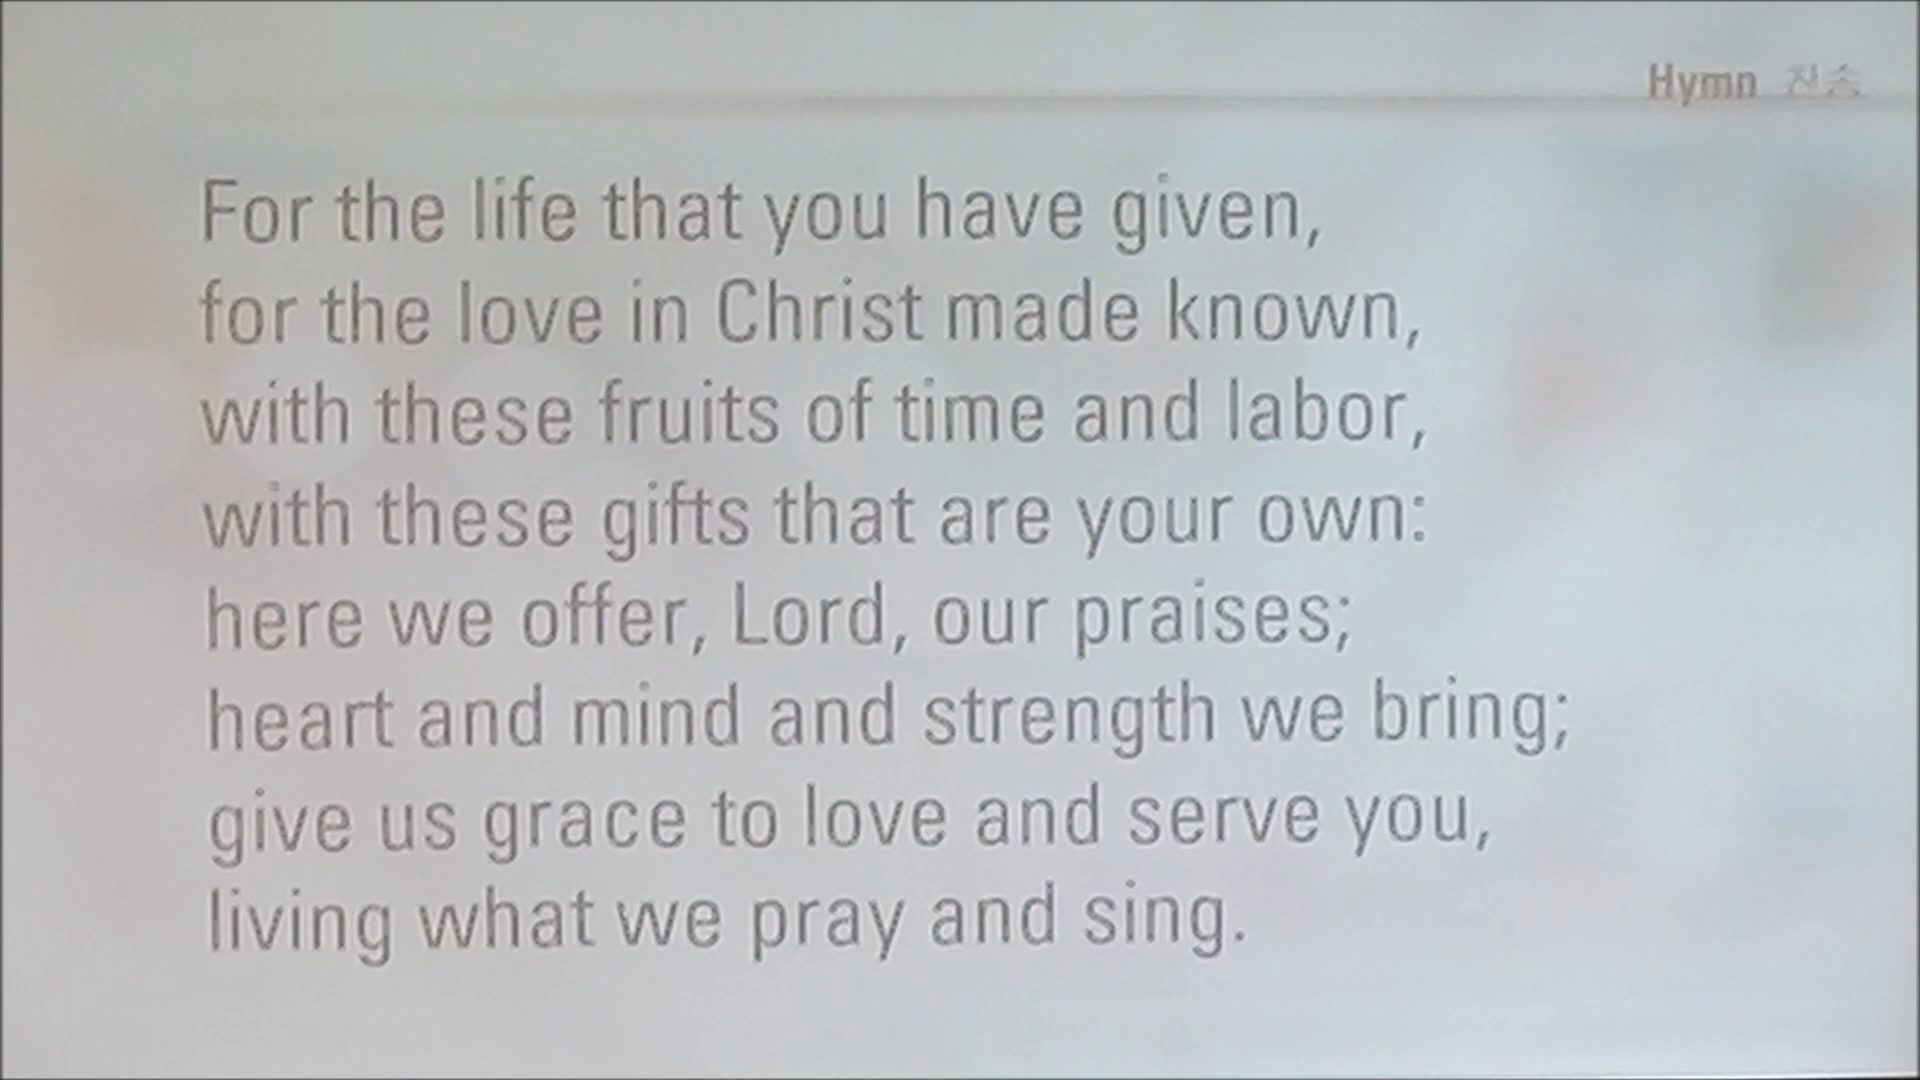 Hymn 찬송
For the life that you have given,
for the love in Christ made known,
with these fruits of time and labor,
with these gifts that are your own:
here we offer, Lord, our praises;
heart and mind and strength we bring;
give us grace to love and serve you,
living what we pray and sing.